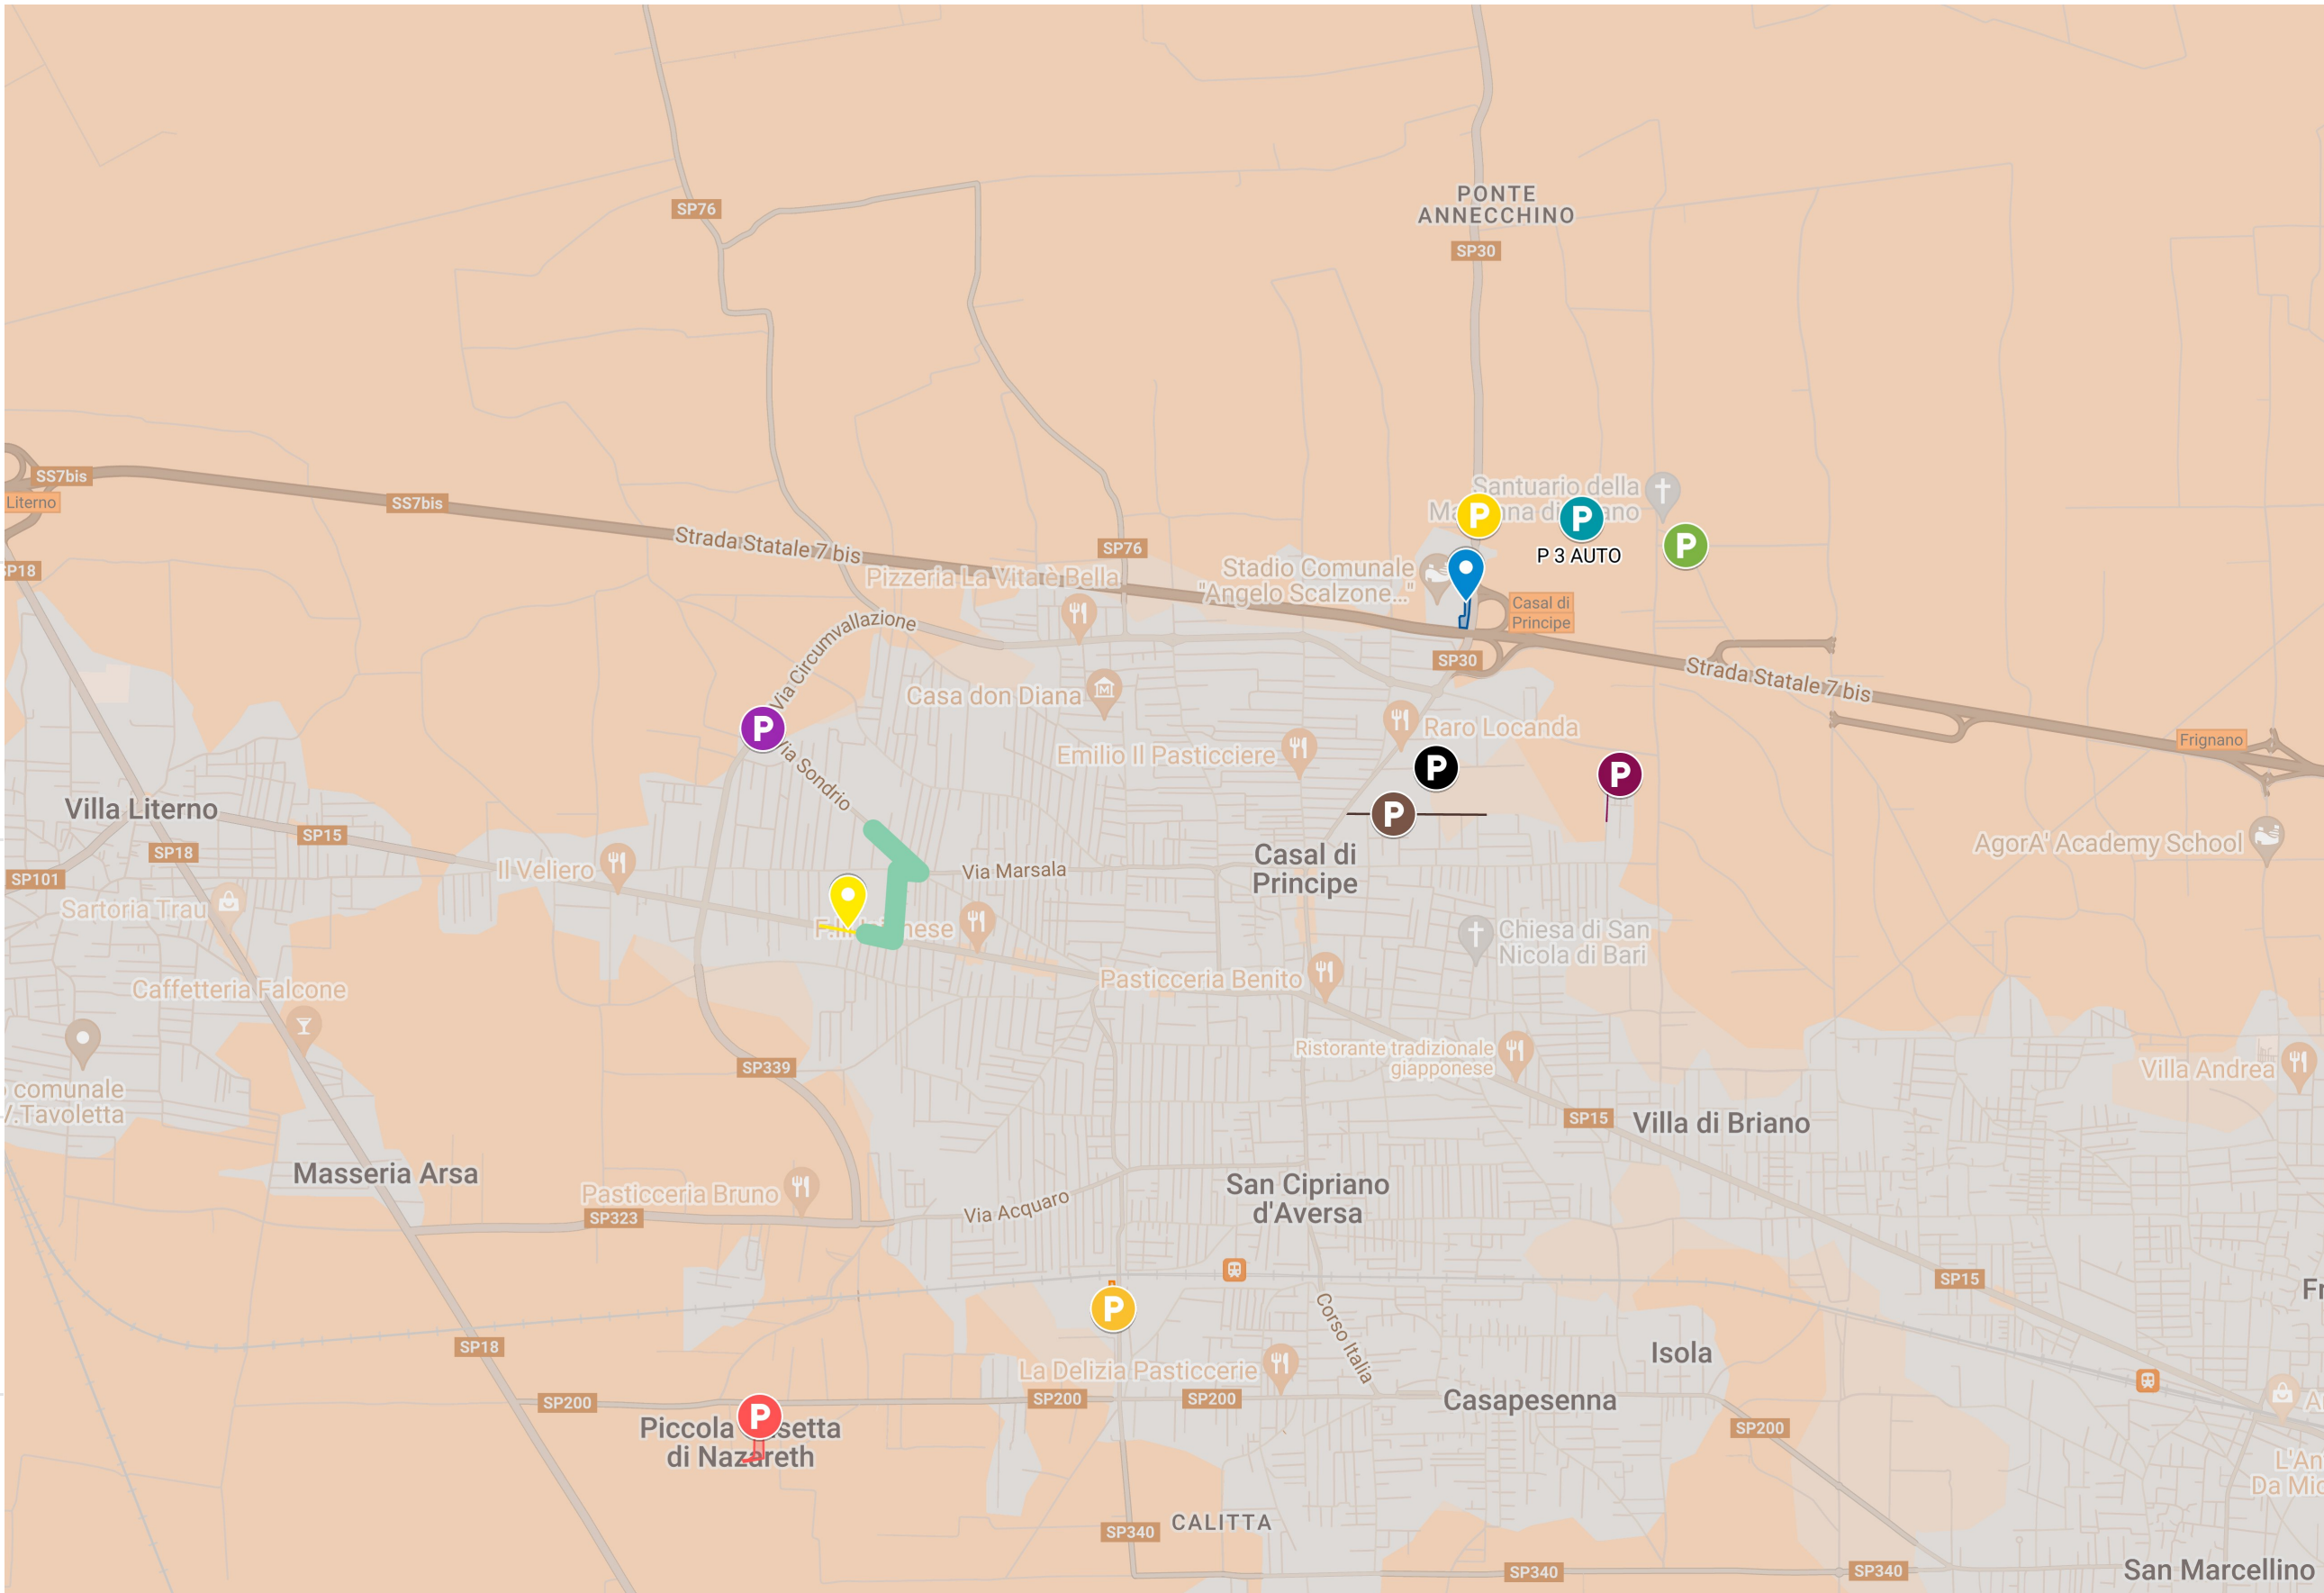 PONTE
ANNECCHINO
SP76
SP30
SS7bis
SS7bis
Literno
Strada Statale 7 bis
SP76
Santuario della
P
P
P
P 3 AUTO
Pizzeria La Vita è Bella
Stadio Comunale
"Angelo Scalzone..."
SP18
Casal di
Principe
Via Circumvallazione
SP30
Strada Statale 7 bis
Casa don Diana
Raro Locanda
P
Via Sondrio
Emilio Il Pasticciere
P
P
P
Frignano
Villa Literno
SP15
SP18
SP101
Il Veliero
Via Marsala
Casal di
Principe
AgorA' Academy School
Sartoria Trau
Chiesa di San
Nicola di Bari
Pasticceria Benito
Caffetteria Falcone
Ristorante tradizionale
giapponese
SP339
Villa Andrea
comunale
V.Tavoletta
SP15
Villa di Briano
Masseria Arsa
Pasticceria Bruno
SP323
Via Acquaro
San Cipriano
d'Aversa
SP15
P
Corso Italia
SP18
Isola
La Delizia Pasticcerie
SP200
SP200
SP200
Casapesenna
P
Piccola
di Nazareth
SP200
L'An
Da Mic
SP340
CALITTA
SP340
SP340
San Marcellino